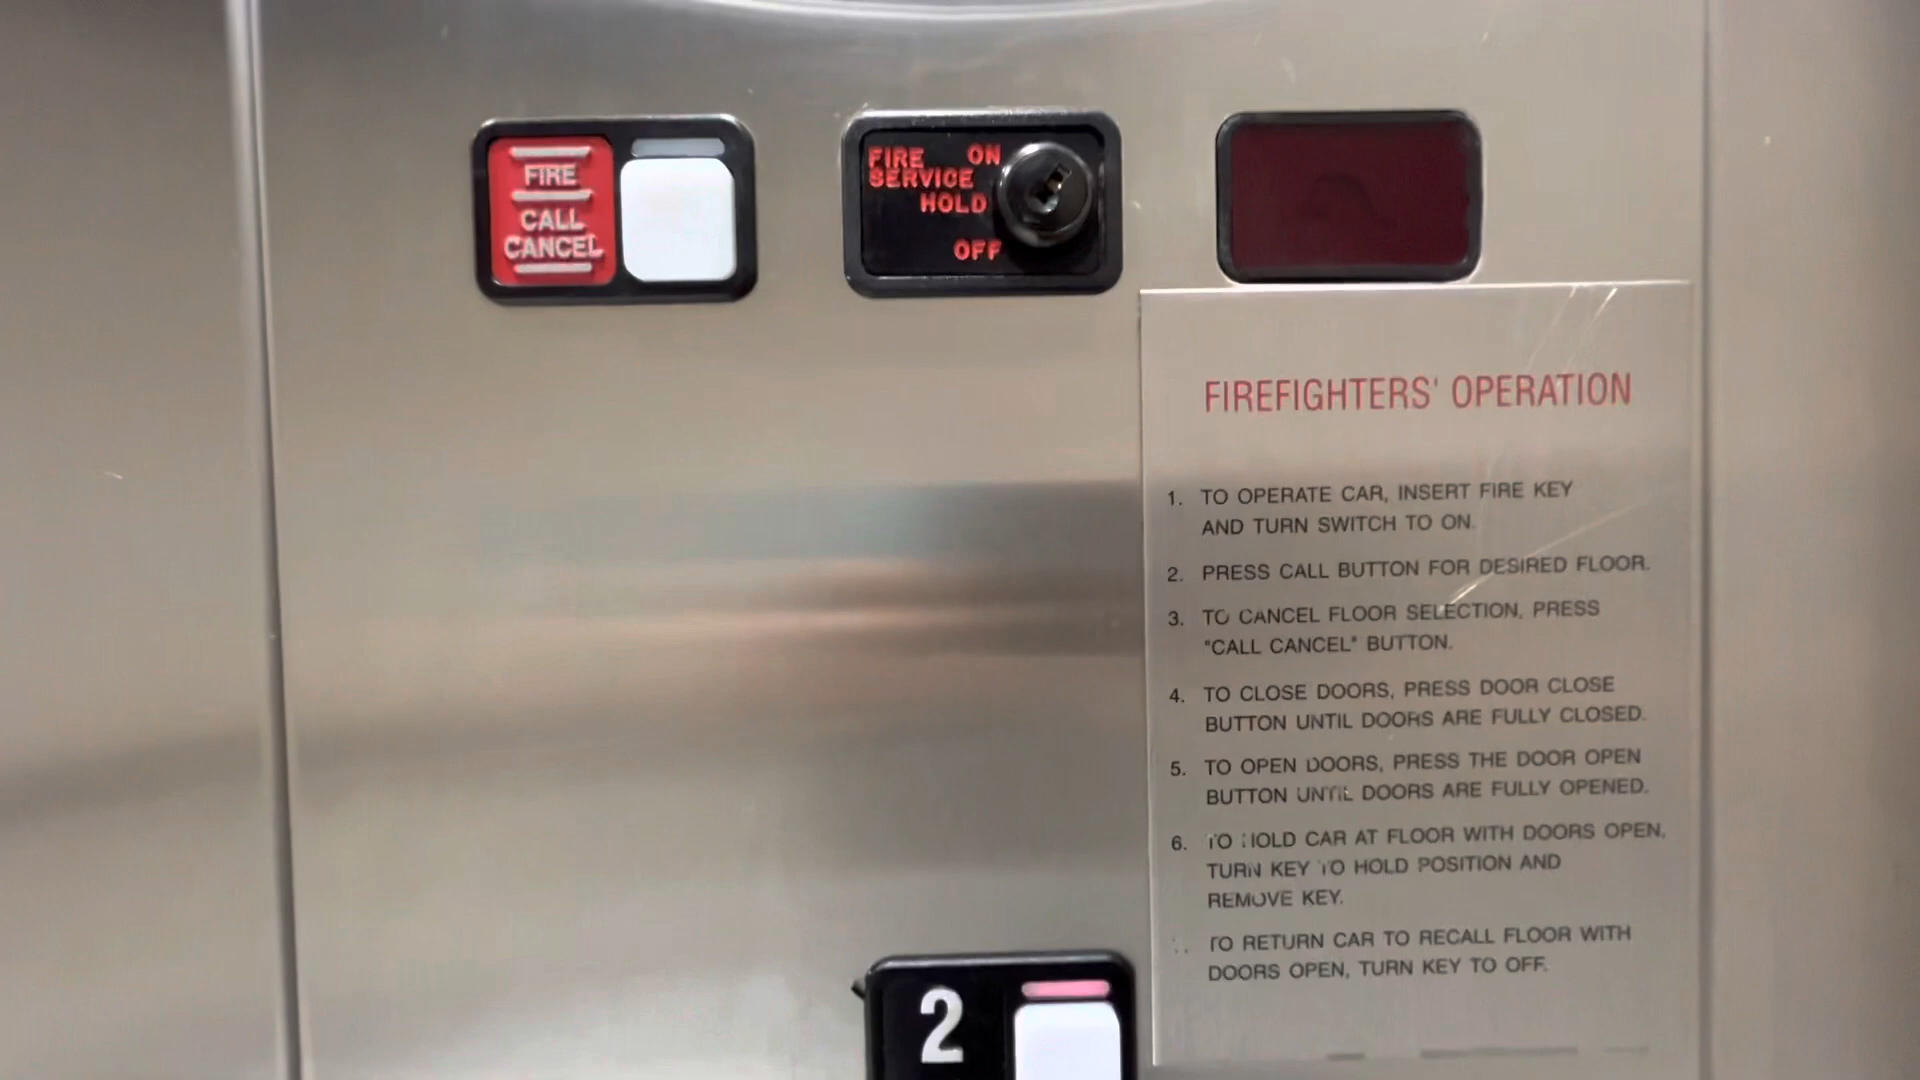 FIRE
CALL
CANCEL
FIRE ON
SERVICE
HOLD
OFF
FIREFIGHTERS' OPERATION
1. TO OPERATE CAR, INSERT FIRE KEY
AND TURN SWITCH TO ON.
2. PRESS CALL BUTTON FOR DESIRED FLOOR.
3. TO CANCEL FLOOR SELECTION, PRESS
"CALL CANCEL" BUTTON.
4. TO CLOSE DOORS, PRESS DOOR CLOSE
BUTTON UNTIL DOORS ARE FULLY CLOSED.
5. TO OPEN DOORS, PRESS THE DOOR OPEN
BUTTON UNTIL DOORS ARE FULLY OPENED.
6. TO HOLD CAR AT FLOOR WITH DOORS OPEN,
TURN KEY TO HOLD POSITION AND
REMOVE KEY.
TO RETURN CAR TO RECALL FLOOR WITH
DOORS OPEN, TURN KEY TO OFF.
2